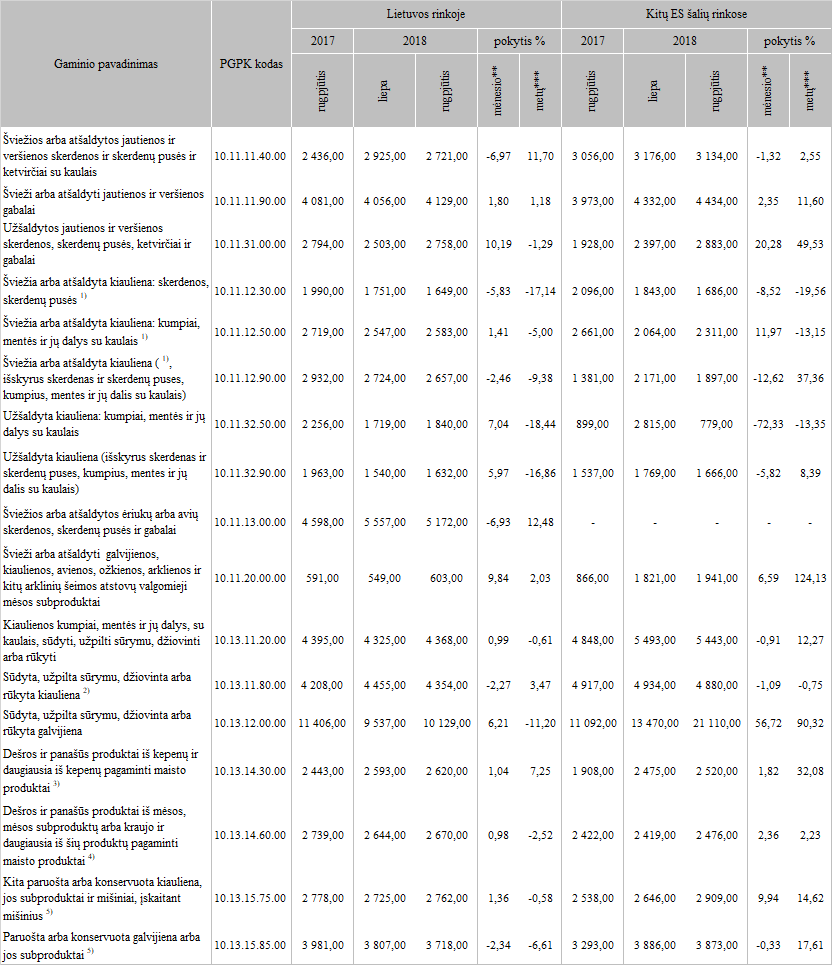 Gaminio pavadinimas PGPK kodas Lietuvos rinkoje Kitų ES šalių rinkose
2017 2018 pokytis % 2017 2018 pokytis %
rugpjūtis liepa rugpjūtis mėnesio** metų*** rugpjūtis liepa rugpjūtis mėnesio** metų***
Šviežios arba atšaldytos jautienos ir
veršienos skerdenos ir skerdenų pusės ir
ketvirčiai su kaulais
10.11.11.40.00 2 436,00 2 925,00 2 721,00 -6,97 11,70 3 056,00 3 176,00 3 134,00 -1,32 2,55
Švieži arba atšaldyti jautienos ir veršienos
gabalai
10.11.11.90.00 4 081,00 4 056,00 4 129,00 1,80 1,18 3 973,00 4 332,00 4 434,00 2,35 11,60
Užšaldytos jautienos ir veršienos
skerdenos, skerdenų pusės, ketvirčiai ir
gabalai
10.11.31.00.00 2 794,00 2 503,00 2 758,00 10,19 -1,29 1 928,00 2 397,00 2 883,00 20,28 49,53
Šviežia arba atšaldyta kiauliena: skerdenos,
skerdenų pusės 1)
10.11.12.30.00 1 990,00 1 751,00 1 649,00 -5,83 -17,14 2 096,00 1 843,00 1 686,00 -8,52 -19,56
Šviežia arba atšaldyta kiauliena: kumpiai,
mentės ir jų dalys su kaulais 1)
10.11.12.50.00 2 719,00 2 547,00 2 583,00 1,41 -5,00 2 661,00 2 064,00 2 311,00 11,97 -13,15
Šviežia arba atšaldyta kiauliena ( 1),
išskyrus skerdenas ir skerdenų puses,
kumpius, mentes ir jų dalis su kaulais)
10.11.12.90.00 2 932,00 2 724,00 2 657,00 -2,46 -9,38 1 381,00 2 171,00 1 897,00 -12,62 37,36
Užšaldyta kiauliena: kumpiai, mentės ir jų
dalys su kaulais
10.11.32.50.00 2 256,00 1 719,00 1 840,00 7,04 -18,44 899,00 2 815,00 779,00 -72,33 -13,35
Užšaldyta kiauliena (išskyrus skerdenas ir
skerdenų puses, kumpius, mentes ir jų
dalis su kaulais)
10.11.32.90.00 1 963,00 1 540,00 1 632,00 5,97 -16,86 1 537,00 1 769,00 1 666,00 -5,82 8,39
Šviežios arba atšaldytos ėriukų arba avių
skerdenos, skerdenų pusės ir gabalai
10.11.13.00.00 4 598,00 5 557,00 5 172,00 -6,93 12,48 - - - - -
Švieži arba atšaldyti galvijienos,
kiaulienos, avienos, ožkienos, arklienos ir
kitų arklinių šeimos atstovų valgomieji
mėsos subproduktai
10.11.20.00.00 591,00 549,00 603,00 9,84 2,03 866,00 1 821,00 1 941,00 6,59 124,13
Kiaulienos kumpiai, mentės ir jų dalys, su
kaulais, sūdyti, užpilti sūrymu, džiovinti
arba rūkyti
10.13.11.20.00 4 395,00 4 325,00 4 368,00 0,99 -0,61 4 848,00 5 493,00 5 443,00 -0,91 12,27
Sūdyta, užpilta sūrymu, džiovinta arba
rūkyta kiauliena 2)
10.13.11.80.00 4 208,00 4 455,00 4 354,00 -2,27 3,47 4 917,00 4 934,00 4 880,00 -1,09 -0,75
Sūdyta, užpilta sūrymu, džiovinta arba
rūkyta galvijiena
10.13.12.00.00 11 406,00 9 537,00 10 129,00 6,21 -11,20 11 092,00 13 470,00 21 110,00 56,72 90,32
Dešros ir panašūs produktai iš kepenų ir
daugiausia iš kepenų pagaminti maisto
produktai 3)
10.13.14.30.00 2 443,00 2 593,00 2 620,00 1,04 7,25 1 908,00 2 475,00 2 520,00 1,82 32,08
Dešros ir panašūs produktai iš mėsos,
mėsos subproduktų arba kraujo ir
daugiausia iš šių produktų pagaminti
maisto produktai 4)
10.13.14.60.00 2 739,00 2 644,00 2 670,00 0,98 -2,52 2 422,00 2 419,00 2 476,00 2,36 2,23
Kita paruošta arba konservuota kiauliena,
jos subproduktai ir mišiniai, įskaitant
mišinius 5)
10.13.15.75.00 2 778,00 2 725,00 2 762,00 1,36 -0,58 2 538,00 2 646,00 2 909,00 9,94 14,62
Paruošta arba konservuota galvijiena arba
jos subproduktai 5)
10.13.15.85.00 3 981,00 3 807,00 3 718,00 -2,34 -6,61 3 293,00 3 886,00 3 873,00 -0,33 17,61